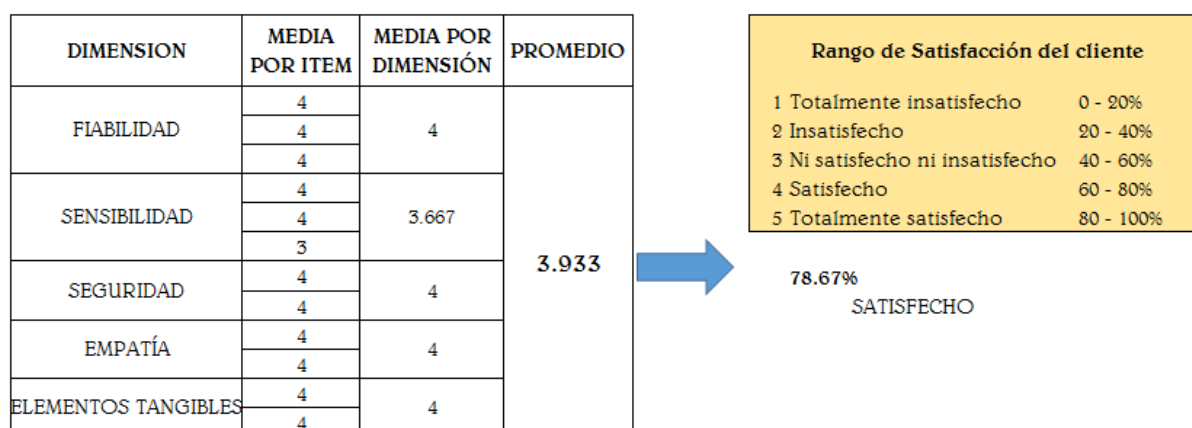 DIMENSION MEDIA POR ITEM MEDIA POR DIMENSIÓN PROMEDIO
FIABILIDAD 4 4 4 4
SENSIBILIDAD 4 4 3 3.667
SEGURIDAD 4 4 4
EMPATÍA 4 4 4
ELEMENTOS TANGIBLES 4 4 4
3.933
Rango de Satisfacción del cliente
1 Totalmente insatisfecho 0 - 20%
2 Insatisfecho 20 - 40%
3 Ni satisfecho ni insatisfecho 40 - 60%
4 Satisfecho 60 - 80%
5 Totalmente satisfecho 80 - 100%
78.67%
SATISFECHO